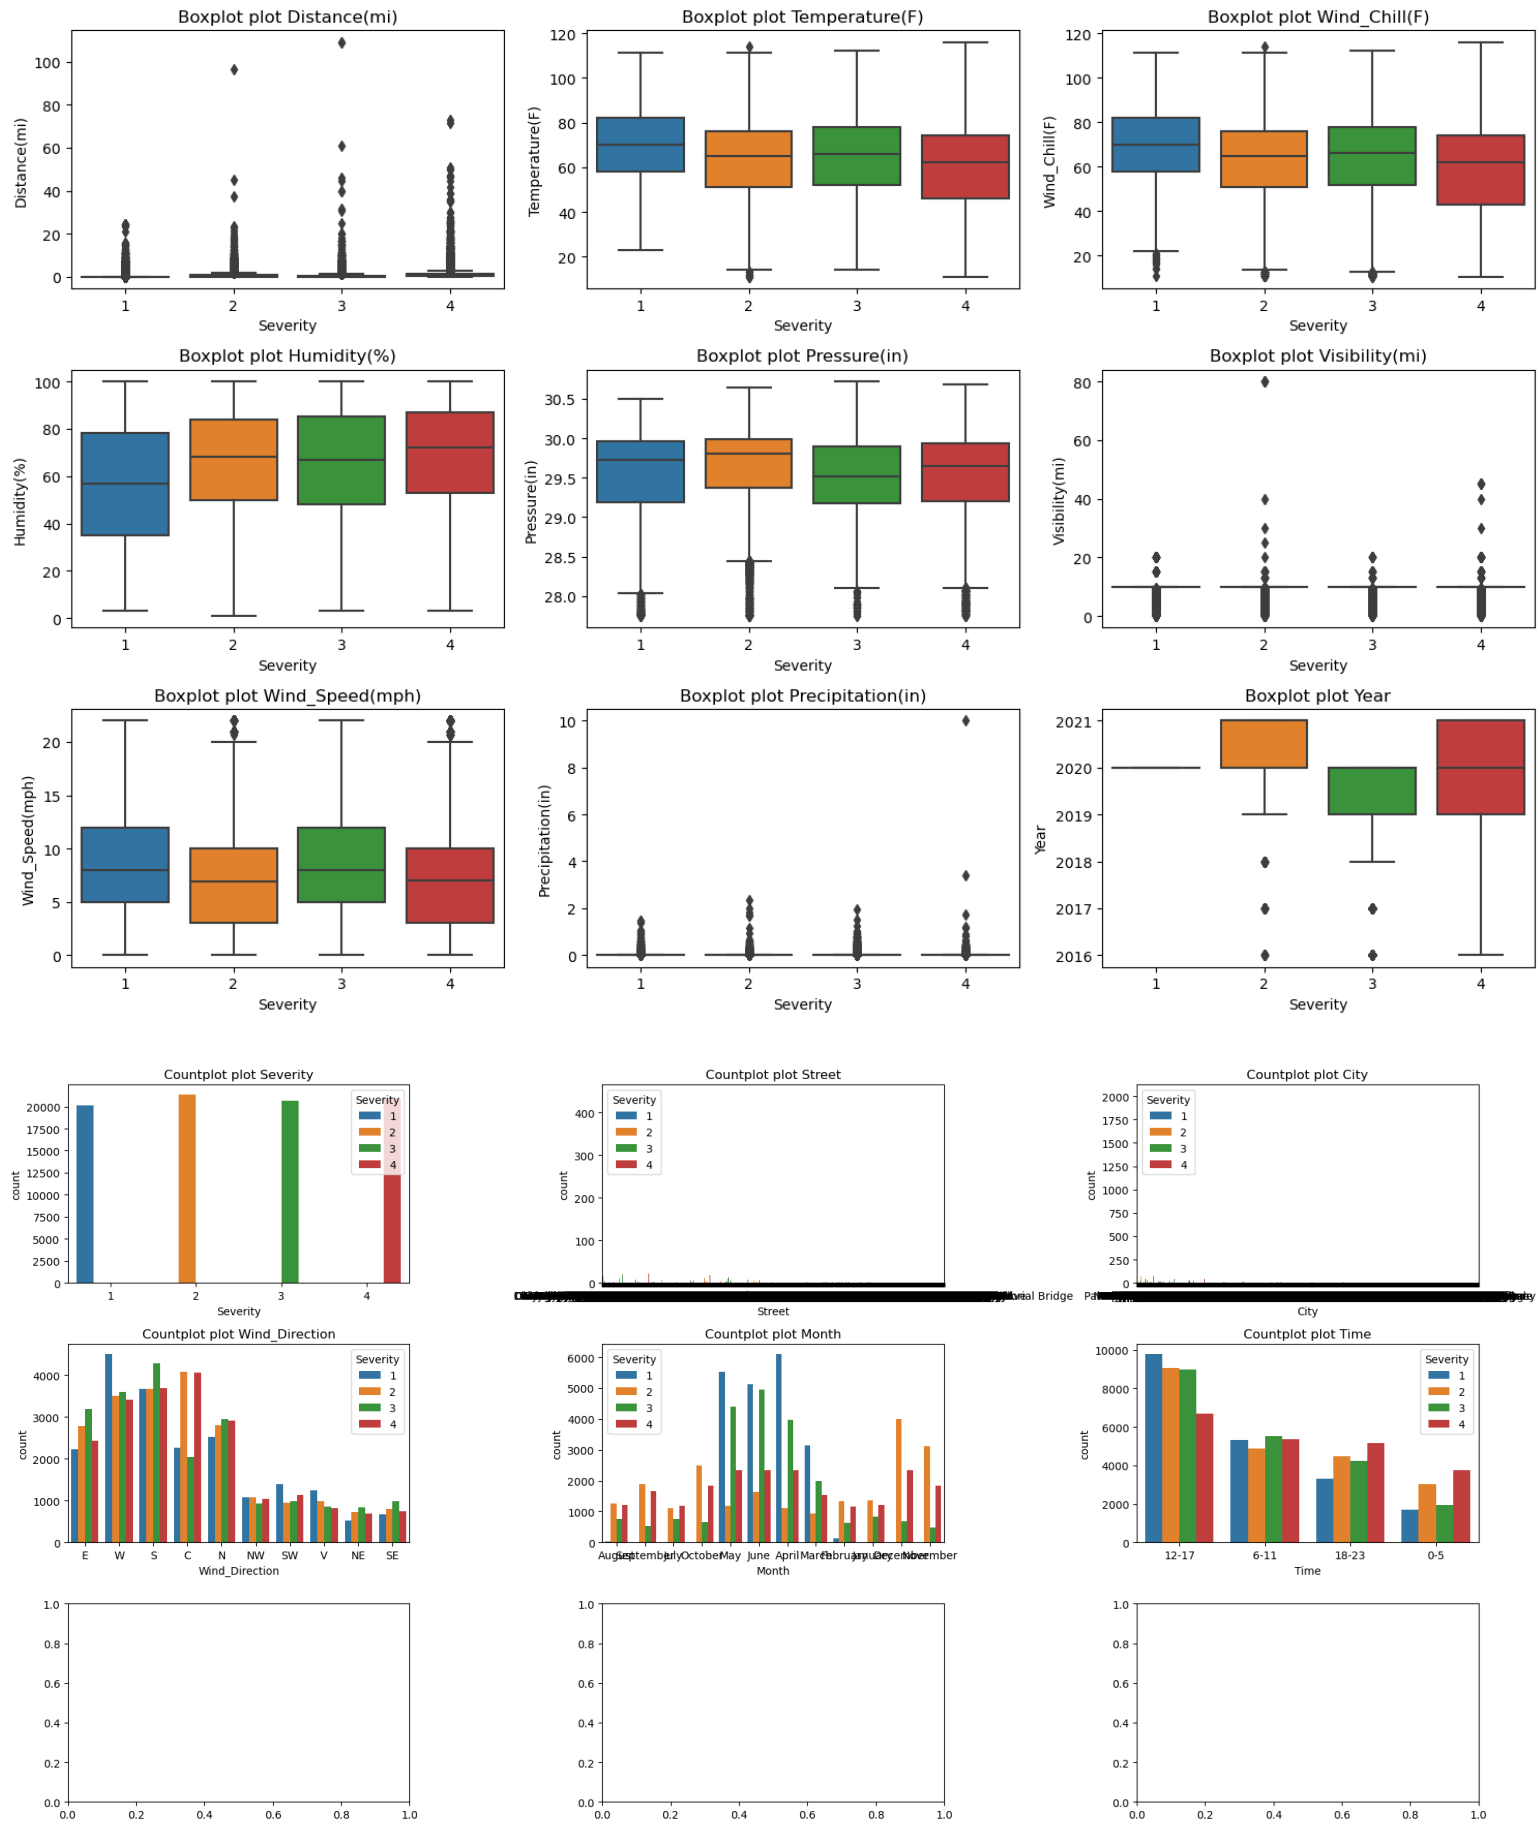 Boxplot plot Distance(mi)
Distance(mi)
100
80
60
40
20
0
1 2 3 4
Severity
Boxplot plot Temperature(F)
Temperature(F)
120
100
80
60
40
20
1 2 3 4
Severity
Boxplot plot Wind_Chill(F)
Wind_Chill(F)
120
100
80
60
40
20
1 2 3 4
Severity
Boxplot plot Humidity(%)
Humidity(%)
100
80
60
40
20
0
1 2 3 4
Severity
Boxplot plot Pressure(in)
Pressure(in)
30.5
30.0
29.5
29.0
28.5
28.0
1 2 3 4
Severity
Boxplot plot Visibility(mi)
Visibility(mi)
80
60
40
20
0
1 2 3 4
Severity
Boxplot plot Wind_Speed(mph)
Wind_Speed(mph)
20
15
10
5
0
1 2 3 4
Severity
Boxplot plot Precipitation(in)
Precipitation(in)
10
8
6
4
2
0
1 2 3 4
Severity
Boxplot plot Year
Year
2021
2020
2019
2018
2017
2016
1 2 3 4
Severity
Countplot plot Severity
count
20000
17500
15000
12500
10000
7500
5000
2500
0
Severity
1
2
3
4
1 2 3 4
Severity
Countplot plot Street
count
400
300
200
100
0
Severity
1
2
3
4
Bridge
Street
Countplot plot City
count
2000
1750
1500
1250
1000
750
500
250
0
Severity
1
2
3
4
City
Countplot plot Wind_Direction
count
4000
3000
2000
1000
0
Severity
1
2
3
4
E W S C N NW SW V NE SE
Wind_Direction
Countplot plot Month
count
6000
5000
4000
3000
2000
1000
0
Severity
1
2
3
4
August September July October May June April March February January December November
Month
Countplot plot Time
count
10000
8000
6000
4000
2000
0
Severity
1
2
3
4
12-17 6-11 18-23 0-5
Time
1.0
0.8
0.6
0.4
0.2
0.0
0.0 0.2 0.4 0.6 0.8 1.0
1.0
0.8
0.6
0.4
0.2
0.0
0.0 0.2 0.4 0.6 0.8 1.0
1.0
0.8
0.6
0.4
0.2
0.0
0.0 0.2 0.4 0.6 0.8 1.0